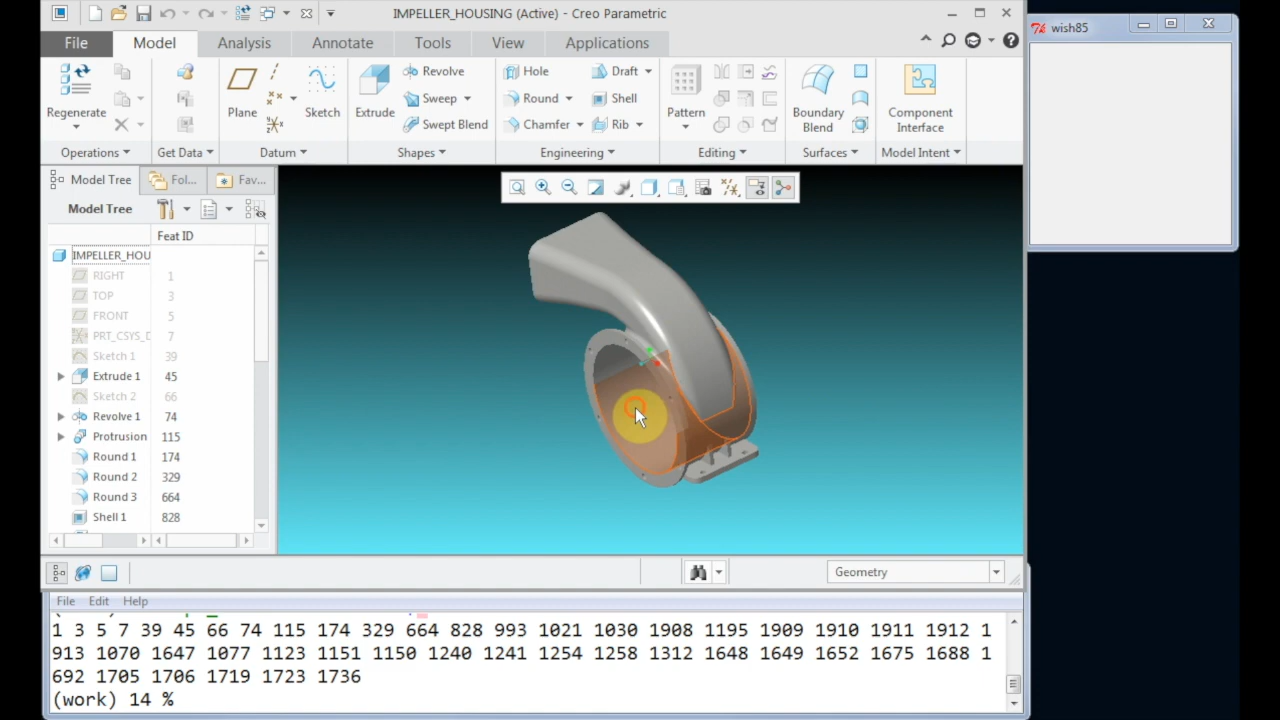 IMPELLER_HOUSING (Active) - Creo Parametric
wish85
File Model Analysis Annotate Tools View Applications
Regenerate
Operations
Get Data
Plane
Sketch
Datum
Extrude
Revolve
Sweep
Swept Blend
Shapes
Hole
Round
Chamfer
Draft
Shell
Rib
Engineering
Pattern
Editing
Boundary
Blend
Surfaces
Component
Interface
Model Intent
Model Tree Fol... Fav...
Model Tree
Feat ID
IMPELLER_HOU
RIGHT 1
TOP 3
FRONT 5
PRT_CSYS_D 7
Sketch 1 39
Extrude 1 45
Sketch 2 66
Revolve 1 74
Protrusion 115
Round 1 174
Round 2 329
Round 3 664
Shell 1 828
Geometry
File Edit Help
1 3 5 7 39 45 66 74 115 174 329 664 828 993 1021 1030 1908 1195 1909 1910 1911 1912 1
913 1070 1647 1077 1123 1151 1150 1240 1241 1254 1258 1312 1648 1649 1652 1675 1688 1
692 1705 1706 1719 1723 1736
(work) 14 %